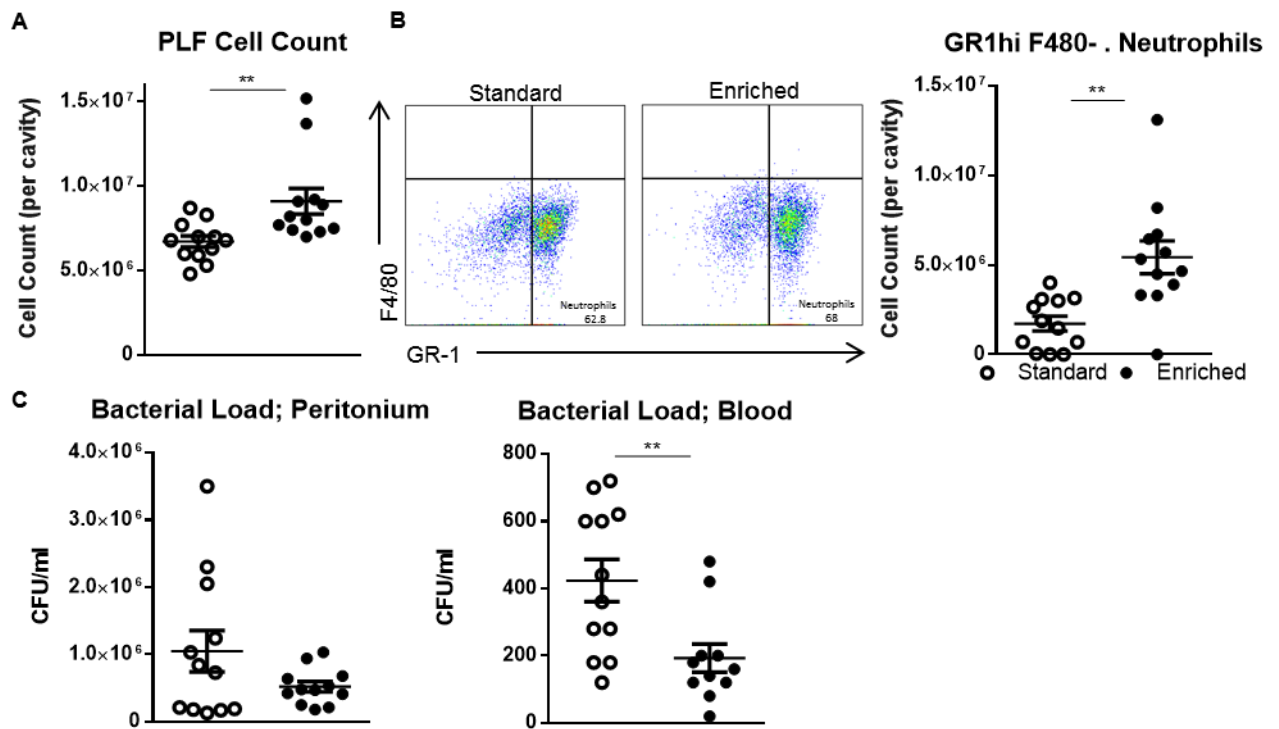 A
PLF Cell Count
**
Cell Count (per cavity)
1.5×10⁷
1.0×10⁷
5.0×10⁶
0
B
Standard
Enriched
F4/80
Neutrophils
62.8
Neutrophils
68
GR-1
GR1hi F480- . Neutrophils
**
Cell Count (per cavity)
1.5×10⁷
1.0×10⁷
5.0×10⁶
0
Standard
Enriched
C
Bacterial Load; Peritonium
CFU/ml
4.0×10⁶
3.0×10⁶
2.0×10⁶
1.0×10⁶
0
Bacterial Load; Blood
**
CFU/ml
800
600
400
200
0